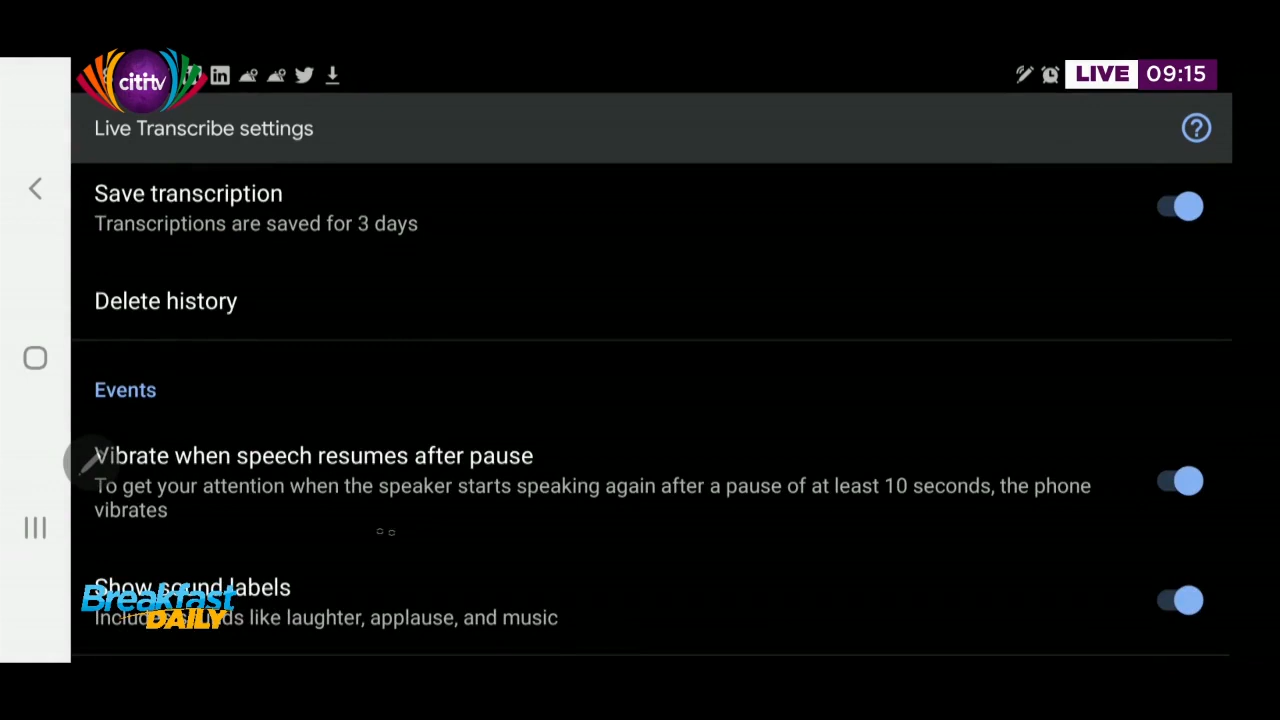 citi tv
LIVE 09:15
Live Transcribe settings
Save transcription
Transcriptions are saved for 3 days
Delete history
Events
Vibrate when speech resumes after pause
To get your attention when the speaker starts speaking again after a pause of at least 10 seconds, the phone
vibrates
Show sound labels
Breakfast
DAILY
like laughter, applause, and music